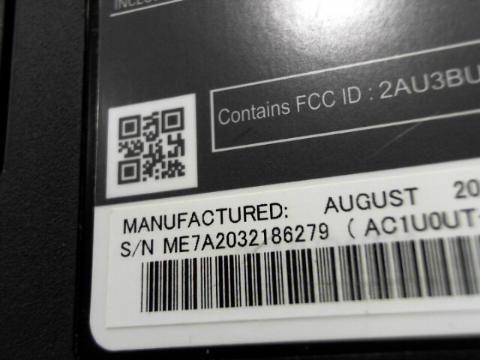 Contains FCC ID : 2AU3BU
MANUFACTURED: AUGUST 20
S/N ME7A2032186279 ( AC1U0UT-